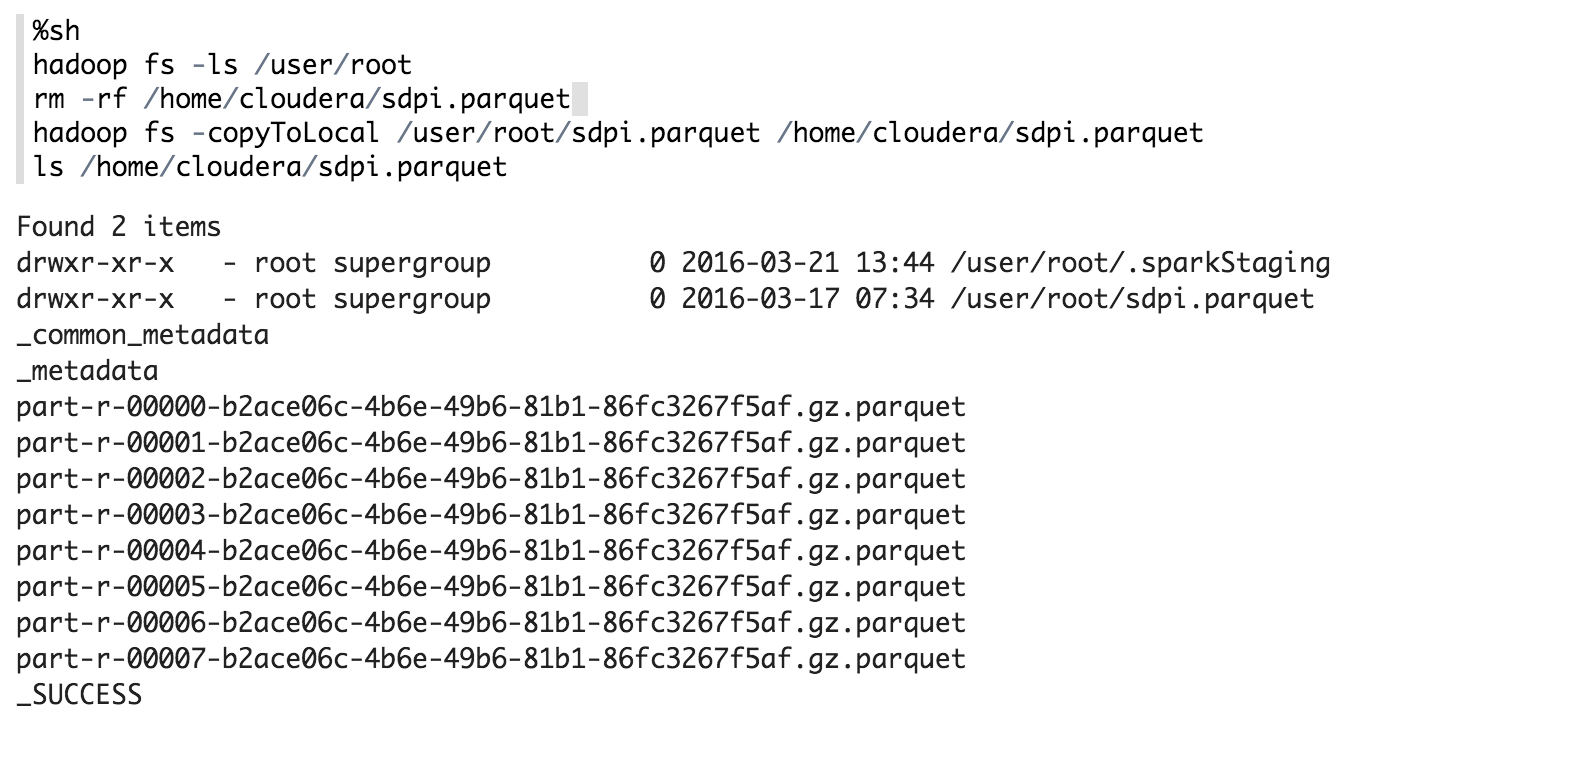 %sh
hadoop fs -ls /user/root
rm -rf /home/cloudera/sdpi.parquet
hadoop fs -copyToLocal /user/root/sdpi.parquet /home/cloudera/sdpi.parquet
ls /home/cloudera/sdpi.parquet
Found 2 items
drwxr-xr-x   - root supergroup          0 2016-03-21 13:44 /user/root/.sparkStaging
drwxr-xr-x   - root supergroup          0 2016-03-17 07:34 /user/root/sdpi.parquet
_common_metadata
_metadata
part-r-00000-b2ace06c-4b6e-49b6-81b1-86fc3267f5af.gz.parquet
part-r-00001-b2ace06c-4b6e-49b6-81b1-86fc3267f5af.gz.parquet
part-r-00002-b2ace06c-4b6e-49b6-81b1-86fc3267f5af.gz.parquet
part-r-00003-b2ace06c-4b6e-49b6-81b1-86fc3267f5af.gz.parquet
part-r-00004-b2ace06c-4b6e-49b6-81b1-86fc3267f5af.gz.parquet
part-r-00005-b2ace06c-4b6e-49b6-81b1-86fc3267f5af.gz.parquet
part-r-00006-b2ace06c-4b6e-49b6-81b1-86fc3267f5af.gz.parquet
part-r-00007-b2ace06c-4b6e-49b6-81b1-86fc3267f5af.gz.parquet
_SUCCESS